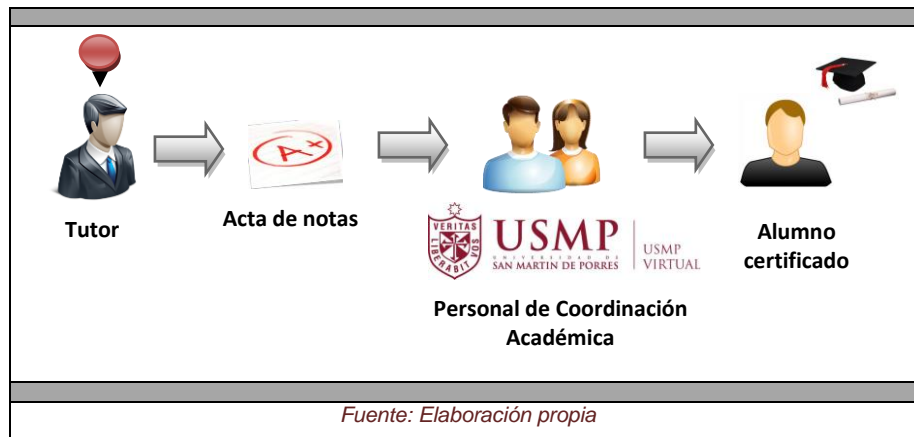 Tutor
A+
Acta de notas
VERITAS
LIBERABIT VOS
USMP
UNIVERSIDAD DE
SAN MARTIN DE PORRES
USMP
VIRTUAL
Personal de Coordinación
Académica
Alumno
certificado
Fuente: Elaboración propia